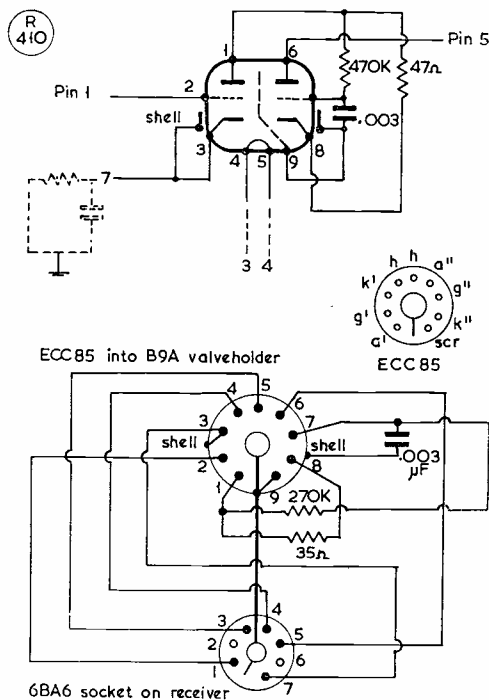 R
410
1
6
Pin 5
470K
47Ω
Pin 1
2
shell
.003
3
8
4
5
9
7
3
4
h
h
a"
k'
g"
g'
k"
a'
scr
ECC85
ECC85 into B9A valveholder
4
5
6
3
7
shell
shell
2
8
.003
µF
1
9
270K
35Ω
3
4
2
5
1
6
7
6BA6 socket on receiver